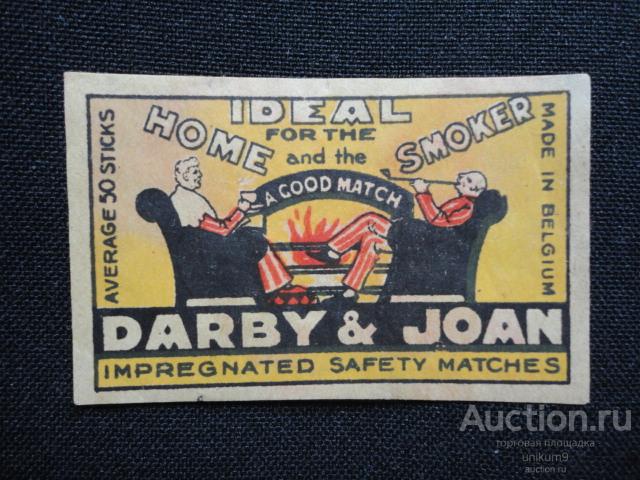 IDEAL
FOR THE
HOME and the SMOKER
AVERAGE 50 STICKS
A GOOD MATCH
MADE IN BELGIUM
DARBY & JOAN
IMPREGNATED SAFETY MATCHES
Auction.ru
торговая площадка
unikum9
auction.ru